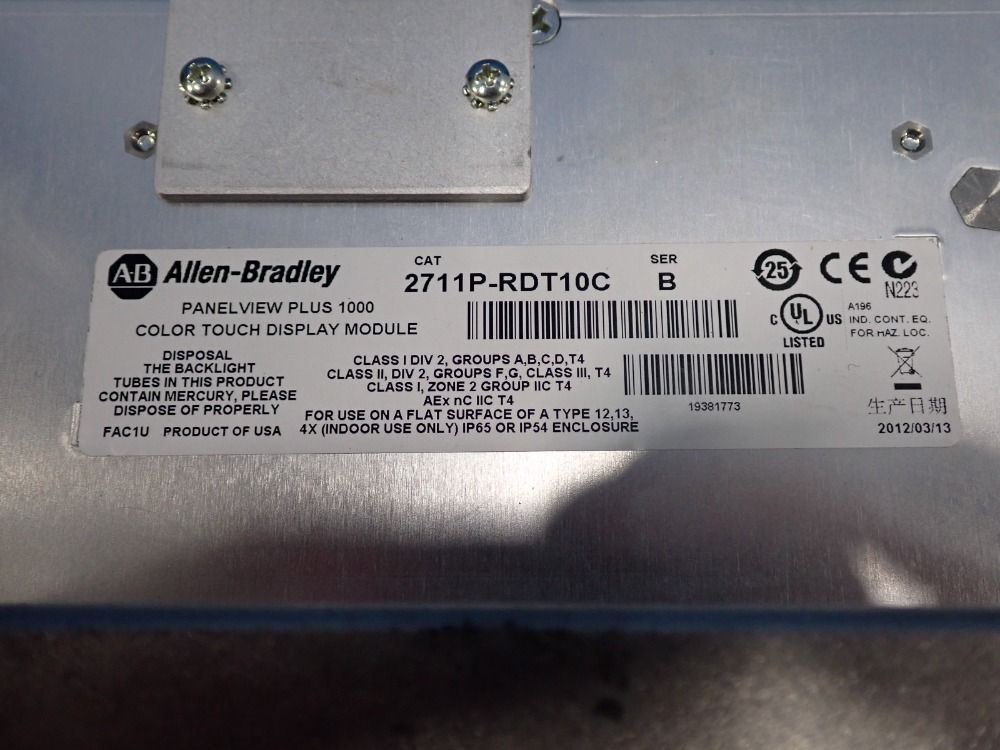 A-B Allen-Bradley
CAT
2711P-RDT10C
SER
B
PANELVIEW PLUS 1000
COLOR TOUCH DISPLAY MODULE
DISPOSAL
THE BACKLIGHT
TUBES IN THIS PRODUCT
CONTAIN MERCURY, PLEASE
DISPOSE OF PROPERLY
FAC1U PRODUCT OF USA
CLASS I DIV 2, GROUPS A,B,C,D,T4
CLASS II, DIV 2, GROUPS F,G, CLASS III, T4
CLASS I, ZONE 2 GROUP IIC T4
AEx nC IIC T4
FOR USE ON A FLAT SURFACE OF A TYPE 12,13,
4X (INDOOR USE ONLY) IP65 OR IP54 ENCLOSURE
19381773
25
CE
N223
C UL US
LISTED
A196
IND. CONT. EQ.
FOR HAZ. LOC.
生产日期
2012/03/13